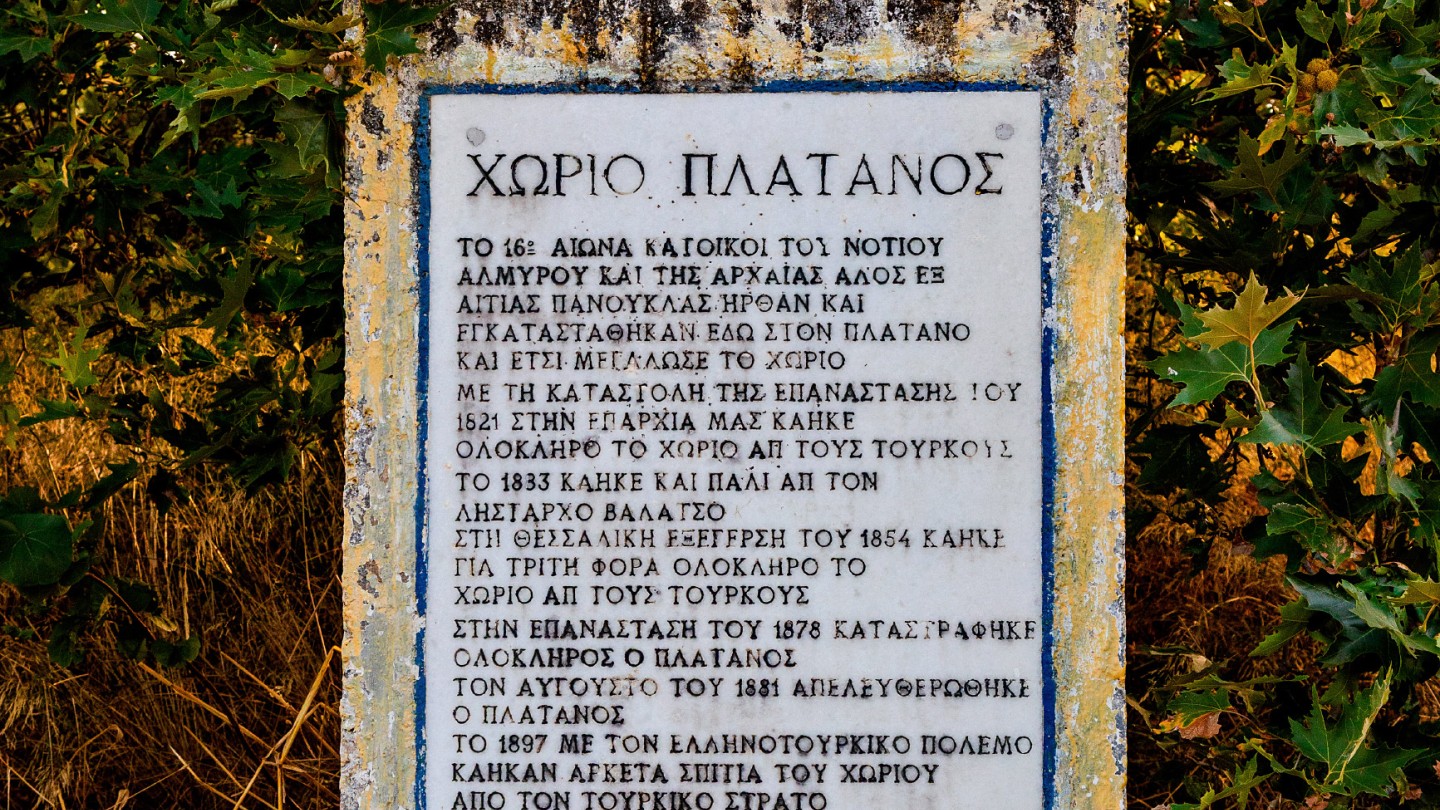 ΧΩΡΙΟ ΠΛΑΤΑΝΟΣ
ΤΟ 16º ΑΙΩΝΑ ΚΑΤΟΙΚΟΙ ΤΟΥ ΝΟΤΙΟΥ
ΑΛΜΥΡΟΥ ΚΑΙ ΤΗΣ ΑΡΧΑΙΑΣ ΑΛΟΣ ΕΞ
ΑΙΤΙΑΣ ΠΑΝΟΥΚΛΑΣ ΗΡΘΑΝ ΚΑΙ
ΕΓΚΑΤΑΣΤΑΘΗΚΑΝ ΕΔΩ ΣΤΟΝ ΠΛΑΤΑΝΟ
ΚΑΙ ΕΤΣΙ ΜΕΓΑΛΩΣΕ ΤΟ ΧΩΡΙΟ
ΜΕ ΤΗ ΚΑΤΑΣΤΟΛΗ ΤΗΣ ΕΠΑΝΑΣΤΑΣΗΣ ΤΟΥ
1821 ΣΤΗΝ ΕΠΑΡΧΙΑ ΜΑΣ ΚΑΗΚΕ
ΟΛΟΚΛΗΡΟ ΤΟ ΧΩΡΙΟ ΑΠ ΤΟΥΣ ΤΟΥΡΚΟΥΣ
ΤΟ 1833 ΚΑΗΚΕ ΚΑΙ ΠΑΛΙ ΑΠ ΤΟΝ
ΛΗΣΤΑΡΧΟ ΒΑΛΑΤΣΟ
ΣΤΗ ΘΕΣΣΑΛΙΚΗ ΕΞΕΓΕΡΣΗ ΤΟΥ 1854 ΚΑΗΚΕ
ΓΙΑ ΤΡΙΤΗ ΦΟΡΑ ΟΛΟΚΛΗΡΟ ΤΟ
ΧΩΡΙΟ ΑΠ ΤΟΥΣ ΤΟΥΡΚΟΥΣ
ΣΤΗΝ ΕΠΑΝΑΣΤΑΣΗ ΤΟΥ 1878 ΚΑΤΑΣΤΡΑΦΗΚΕ
ΟΛΟΚΛΗΡΟΣ Ο ΠΛΑΤΑΝΟΣ
ΤΟΝ ΑΥΓΟΥΣΤΟ ΤΟΥ 1881 ΑΠΕΛΕΥΘΕΡΩΘΗΚΕ
Ο ΠΛΑΤΑΝΟΣ
ΤΟ 1897 ΜΕ ΤΟΝ ΕΛΛΗΝΟΤΟΥΡΚΙΚΟ ΠΟΛΕΜΟ
ΚΑΗΚΑΝ ΑΡΚΕΤΑ ΣΠΙΤΙΑ ΤΟΥ ΧΩΡΙΟΥ
ΑΠΟ ΤΟΝ ΤΟΥΡΚΙΚΟ ΣΤΡΑΤΟ